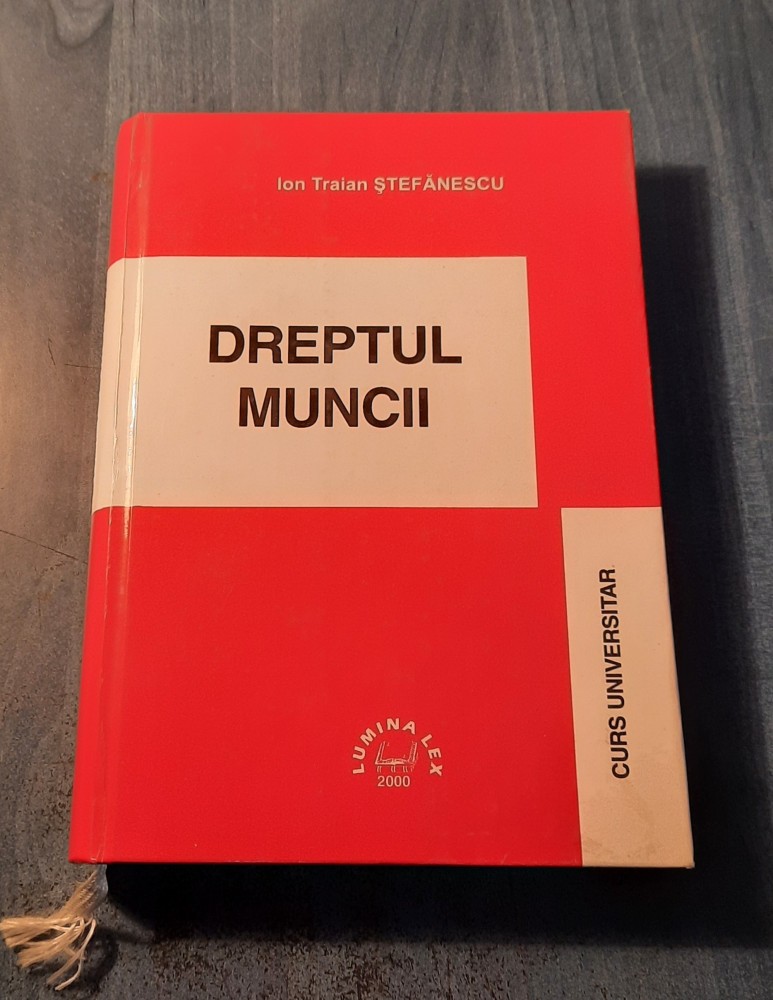 Ion Traian ŞTEFĂNESCU
DREPTUL
MUNCII
CURS UNIVERSITAR
LUMINA LEX
2000